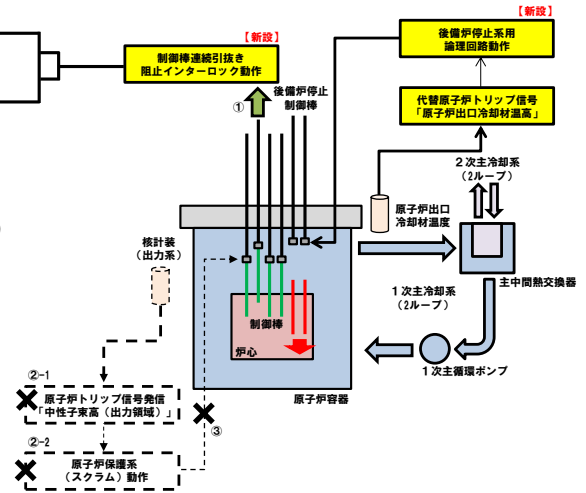 【新設】
制御棒連続引抜き
阻止インターロック動作
①
後備炉停止
制御棒
【新設】
後備炉停止系用
論理回路動作
代替原子炉トリップ信号
「原子炉出口冷却材温高」
2次主冷却系
(2ループ)
原子炉出口
冷却材温度
主中間熱交換器
1次主冷却系
(2ループ)
1次主循環ポンプ
核計装
(出力系)
制御棒
炉心
原子炉容器
②-1
原子炉トリップ信号発信
「中性子束高(出力領域)」
③
②-2
原子炉保護系
(スクラム)動作